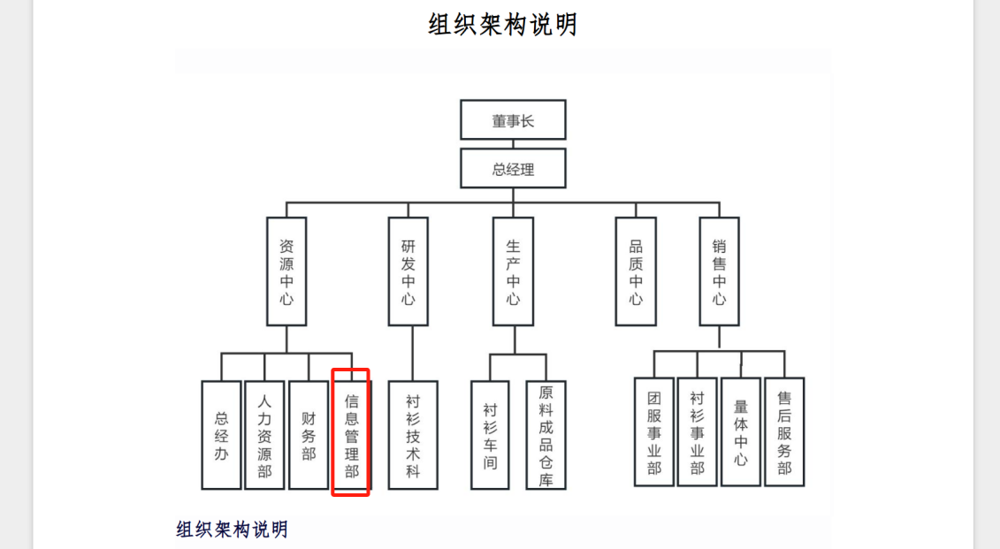 组织架构说明
董事长
总经理
资源中心
研发中心
生产中心
品质中心
销售中心
总经办
人力资源部
财务部
信息管理部
衬衫技术科
衬衫车间
原料成品仓库
团服事业部
衬衫事业部
量体中心
售后服务部
组织架构说明